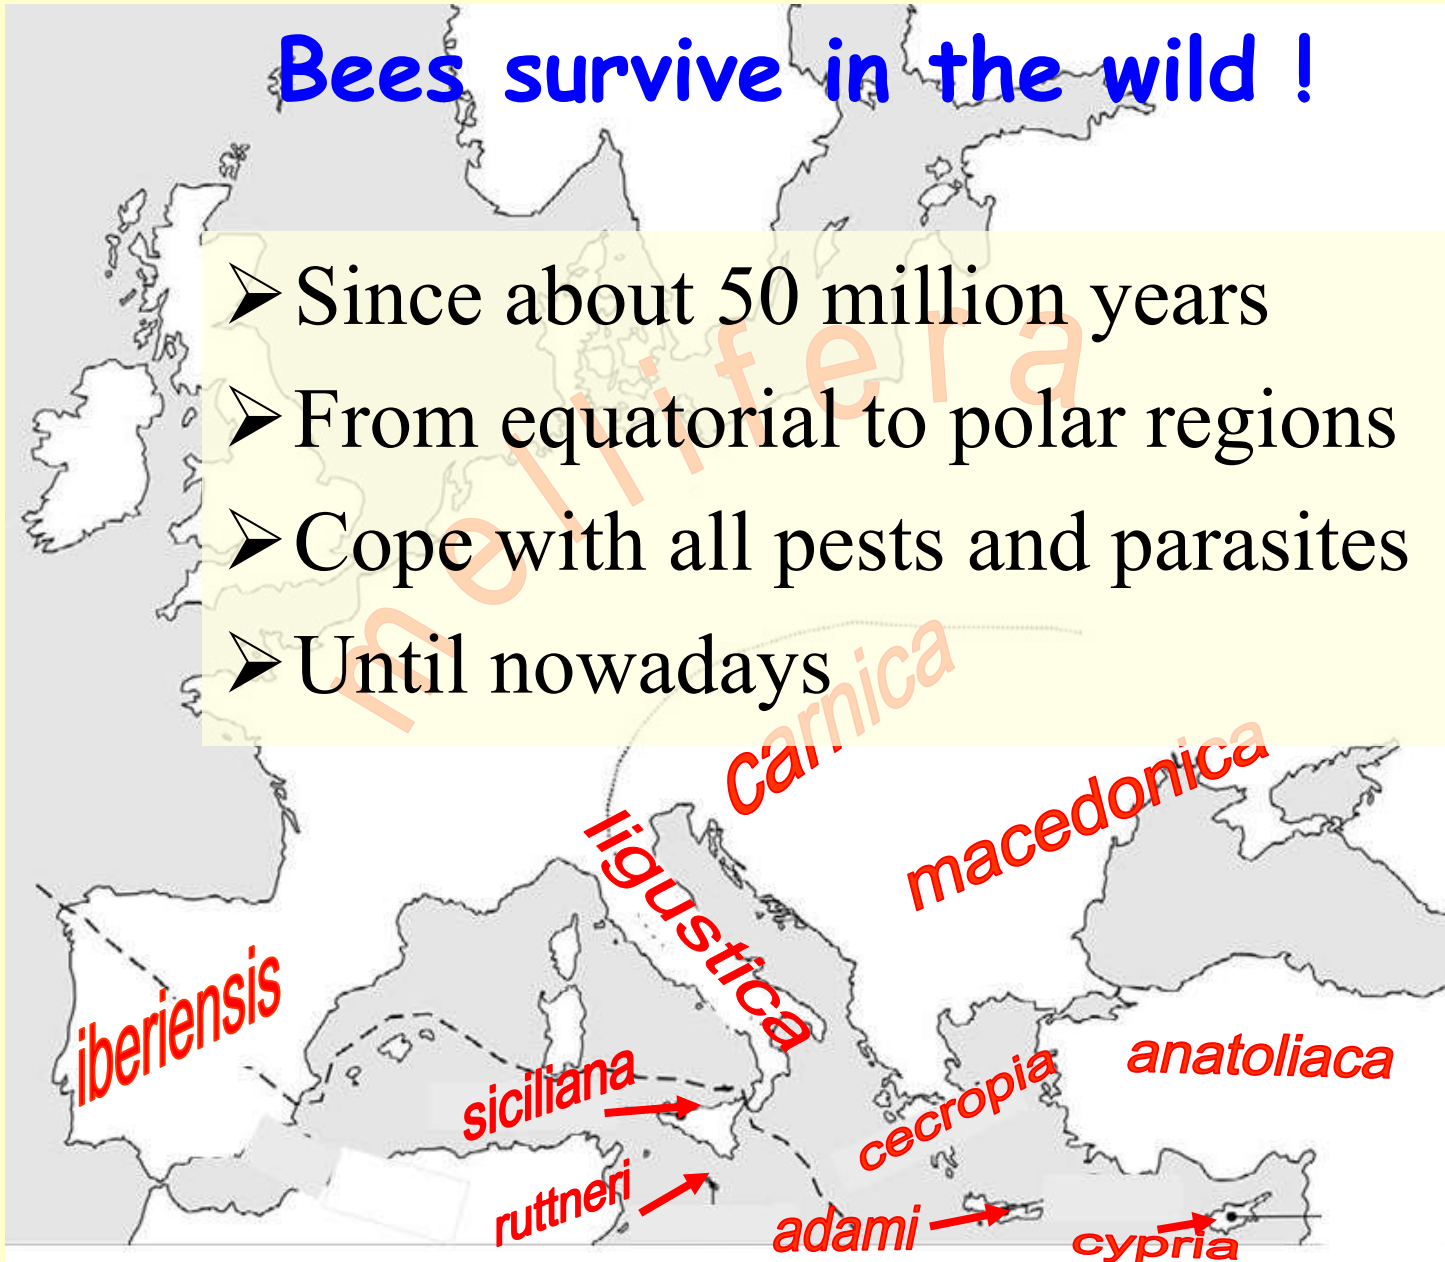 Bees survive in the wild !
➢Since about 50 million years
➢From equatorial to polar regions
➢Cope with all pests and parasites
➢Until nowadays
mellifera
carnica
macedonica
ligustica
iberiensis
anatoliaca
siciliana
cecropia
ruttneri
adami
cypria